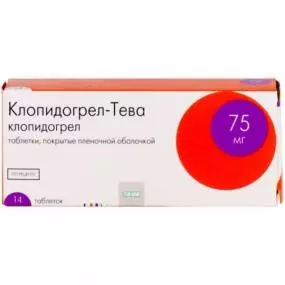 Клопидогрел-Тева
клопидогрел
таблетки, покрытые пленочной оболочкой
75
мг
14 таблеток